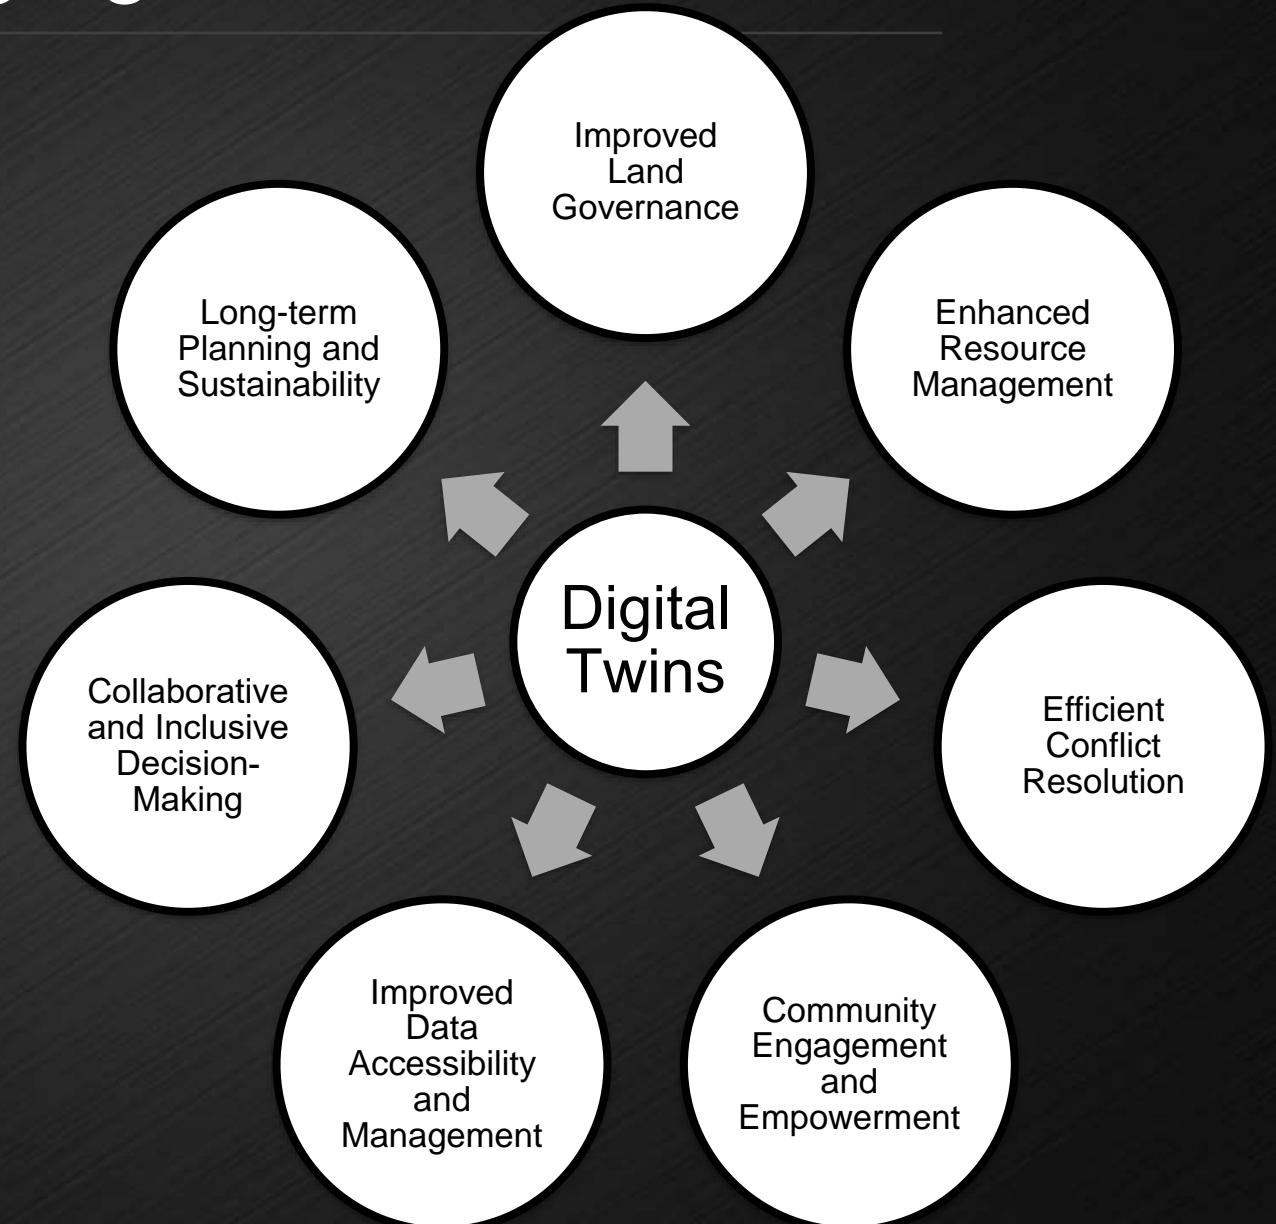 Improved
Land
Governance
Enhanced
Resource
Management
Efficient
Conflict
Resolution
Community
Engagement
and
Empowerment
Improved
Data
Accessibility
and
Management
Collaborative
and Inclusive
Decision-
Making
Long-term
Planning and
Sustainability
Digital
Twins